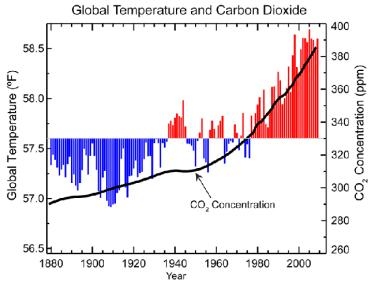 Global Temperature and Carbon Dioxide
Global Temperature (ºF)
58.5
58.0
57.5
57.0
56.5
400
380
360
340
320
300
280
260
CO2 Concentration (ppm)
CO2 Concentration
1880 1900 1920 1940 1960 1980 2000
Year